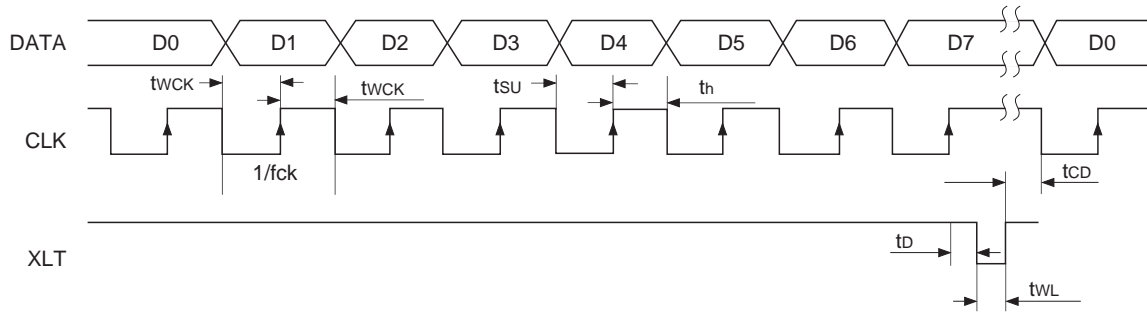 DATA D0 D1 D2 D3 D4 D5 D6 D7 D0
tWCK tWCK tSU th
CLK
1/fck tCD
XLT tD
tWL